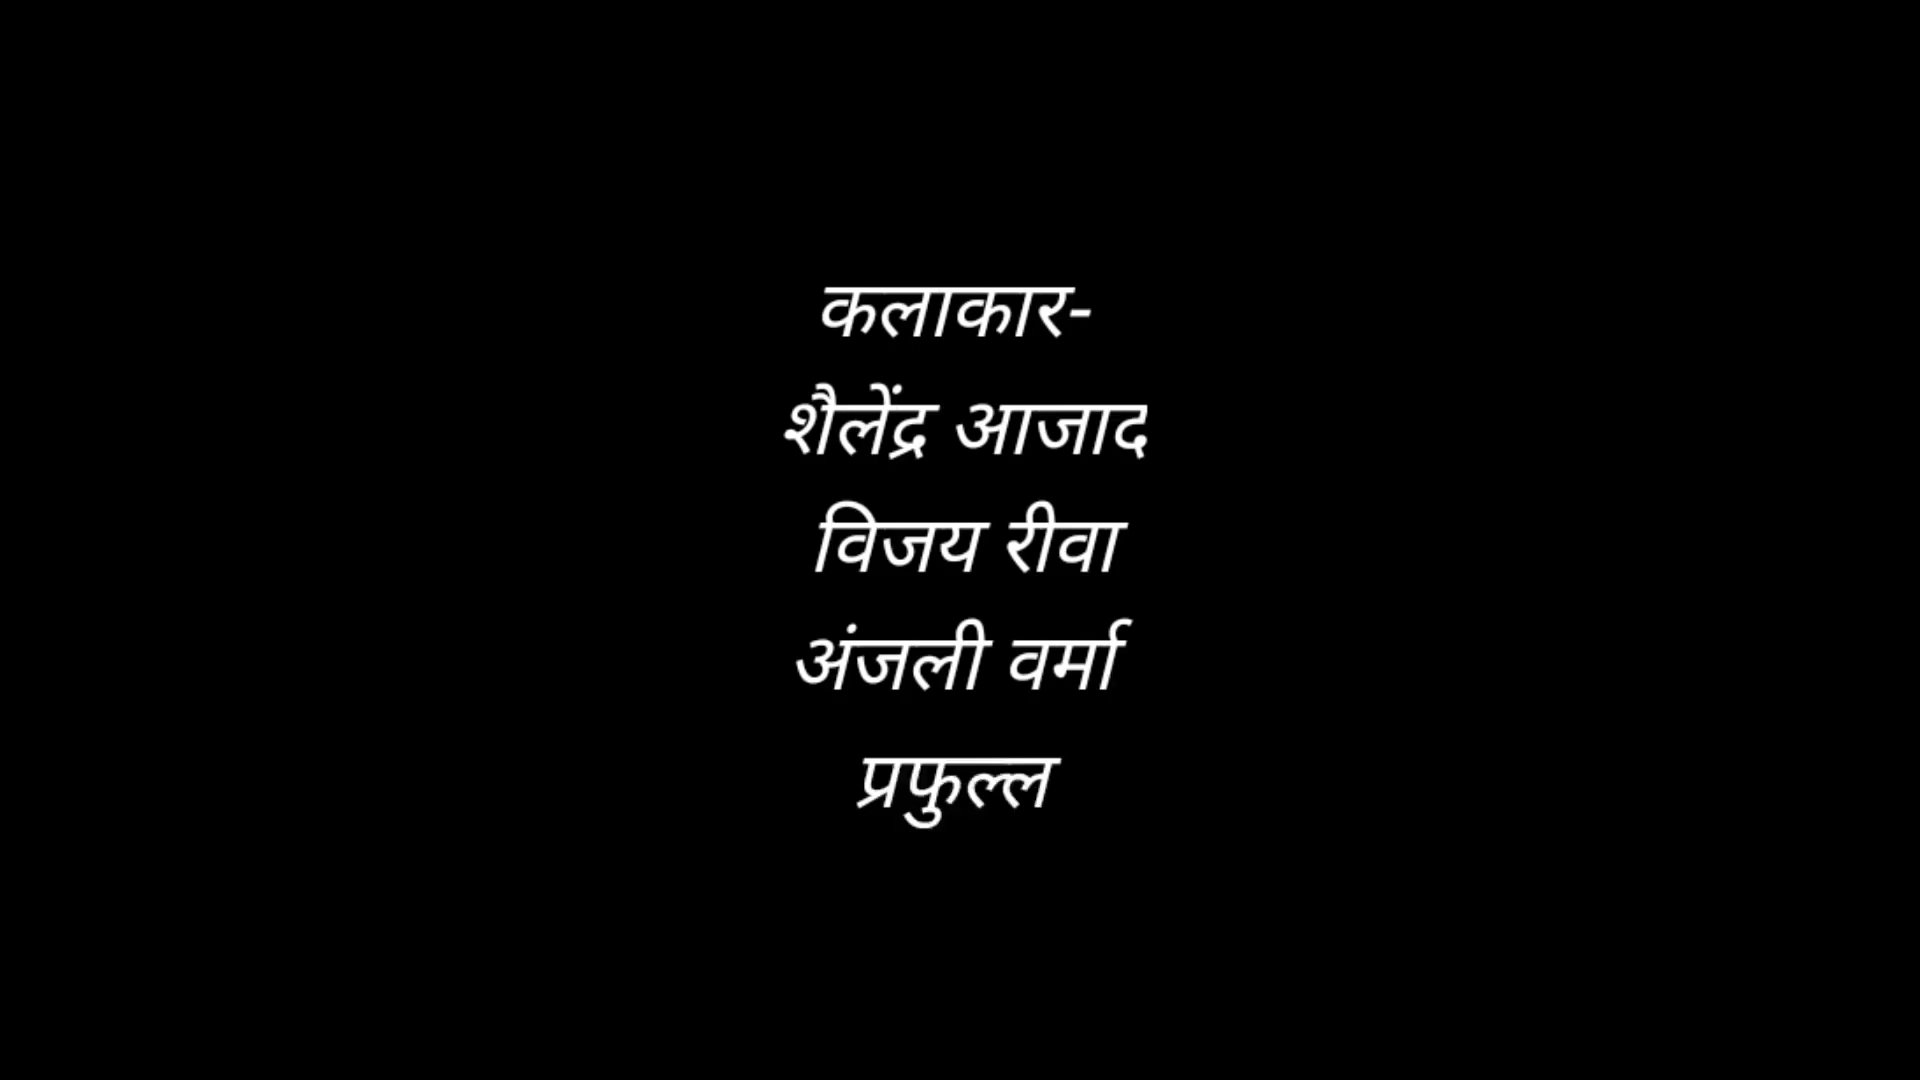 कलाकार-
शैलेंद्र आजाद
विजय रीवा
अंजली वर्मा
प्रफुल्ल